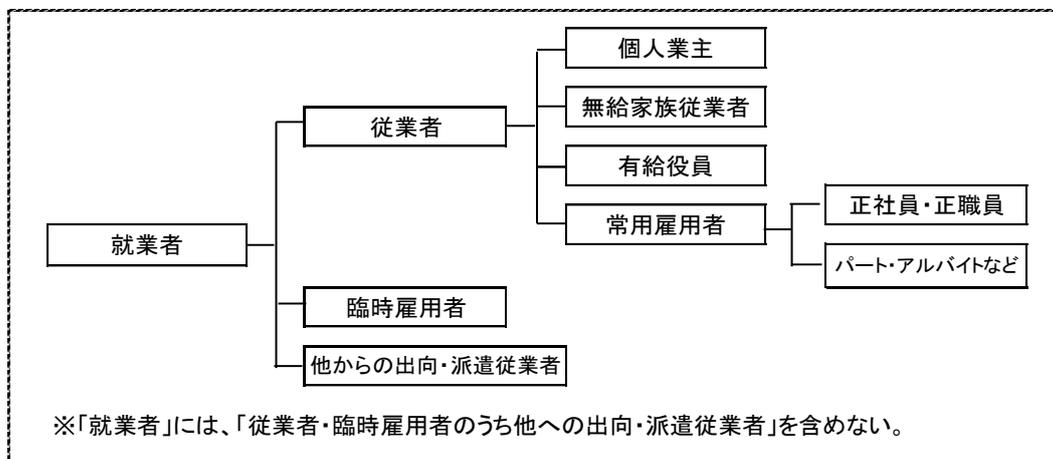 個人業主
無給家族従業者
従業者
有給役員
常用雇用者
正社員・正職員
パート・アルバイトなど
就業者
臨時雇用者
他からの出向・派遣従業者
※「就業者」には、「従業者・臨時雇用者のうち他への出向・派遣従業者」を含めない。